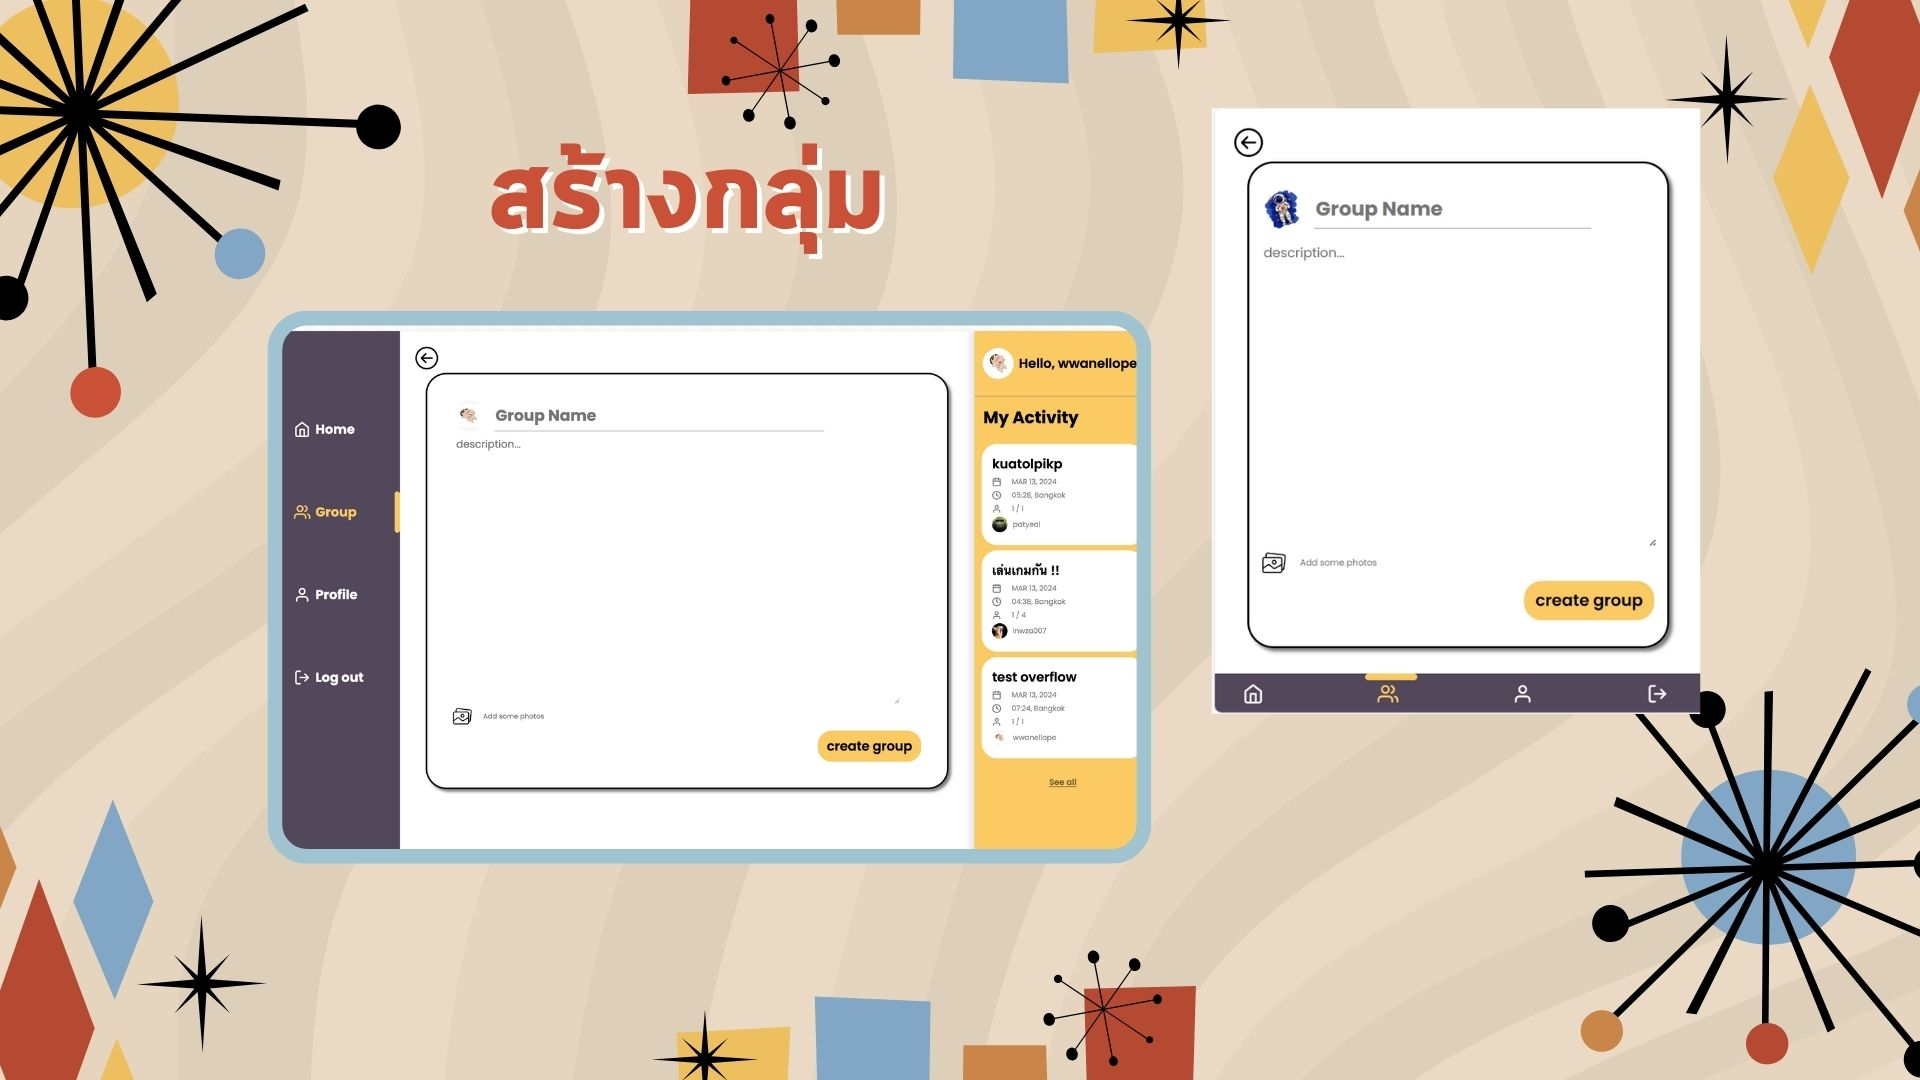 สร้างกลุ่ม
Home
Group
Profile
Log out
Group Name
description...
Add some photos
create group
Hello, wwanellope
My Activity
kuatolpikp
MAR 13, 2024
05:28, Bangkok
1 / 1
patyeal
เล่นเกมกัน !!
MAR 13, 2024
04:38, Bangkok
1 / 4
lnwza007
test overflow
MAR 13, 2024
07:24, Bangkok
1 / 1
wwanellope
See all
Group Name
description...
Add some photos
create group